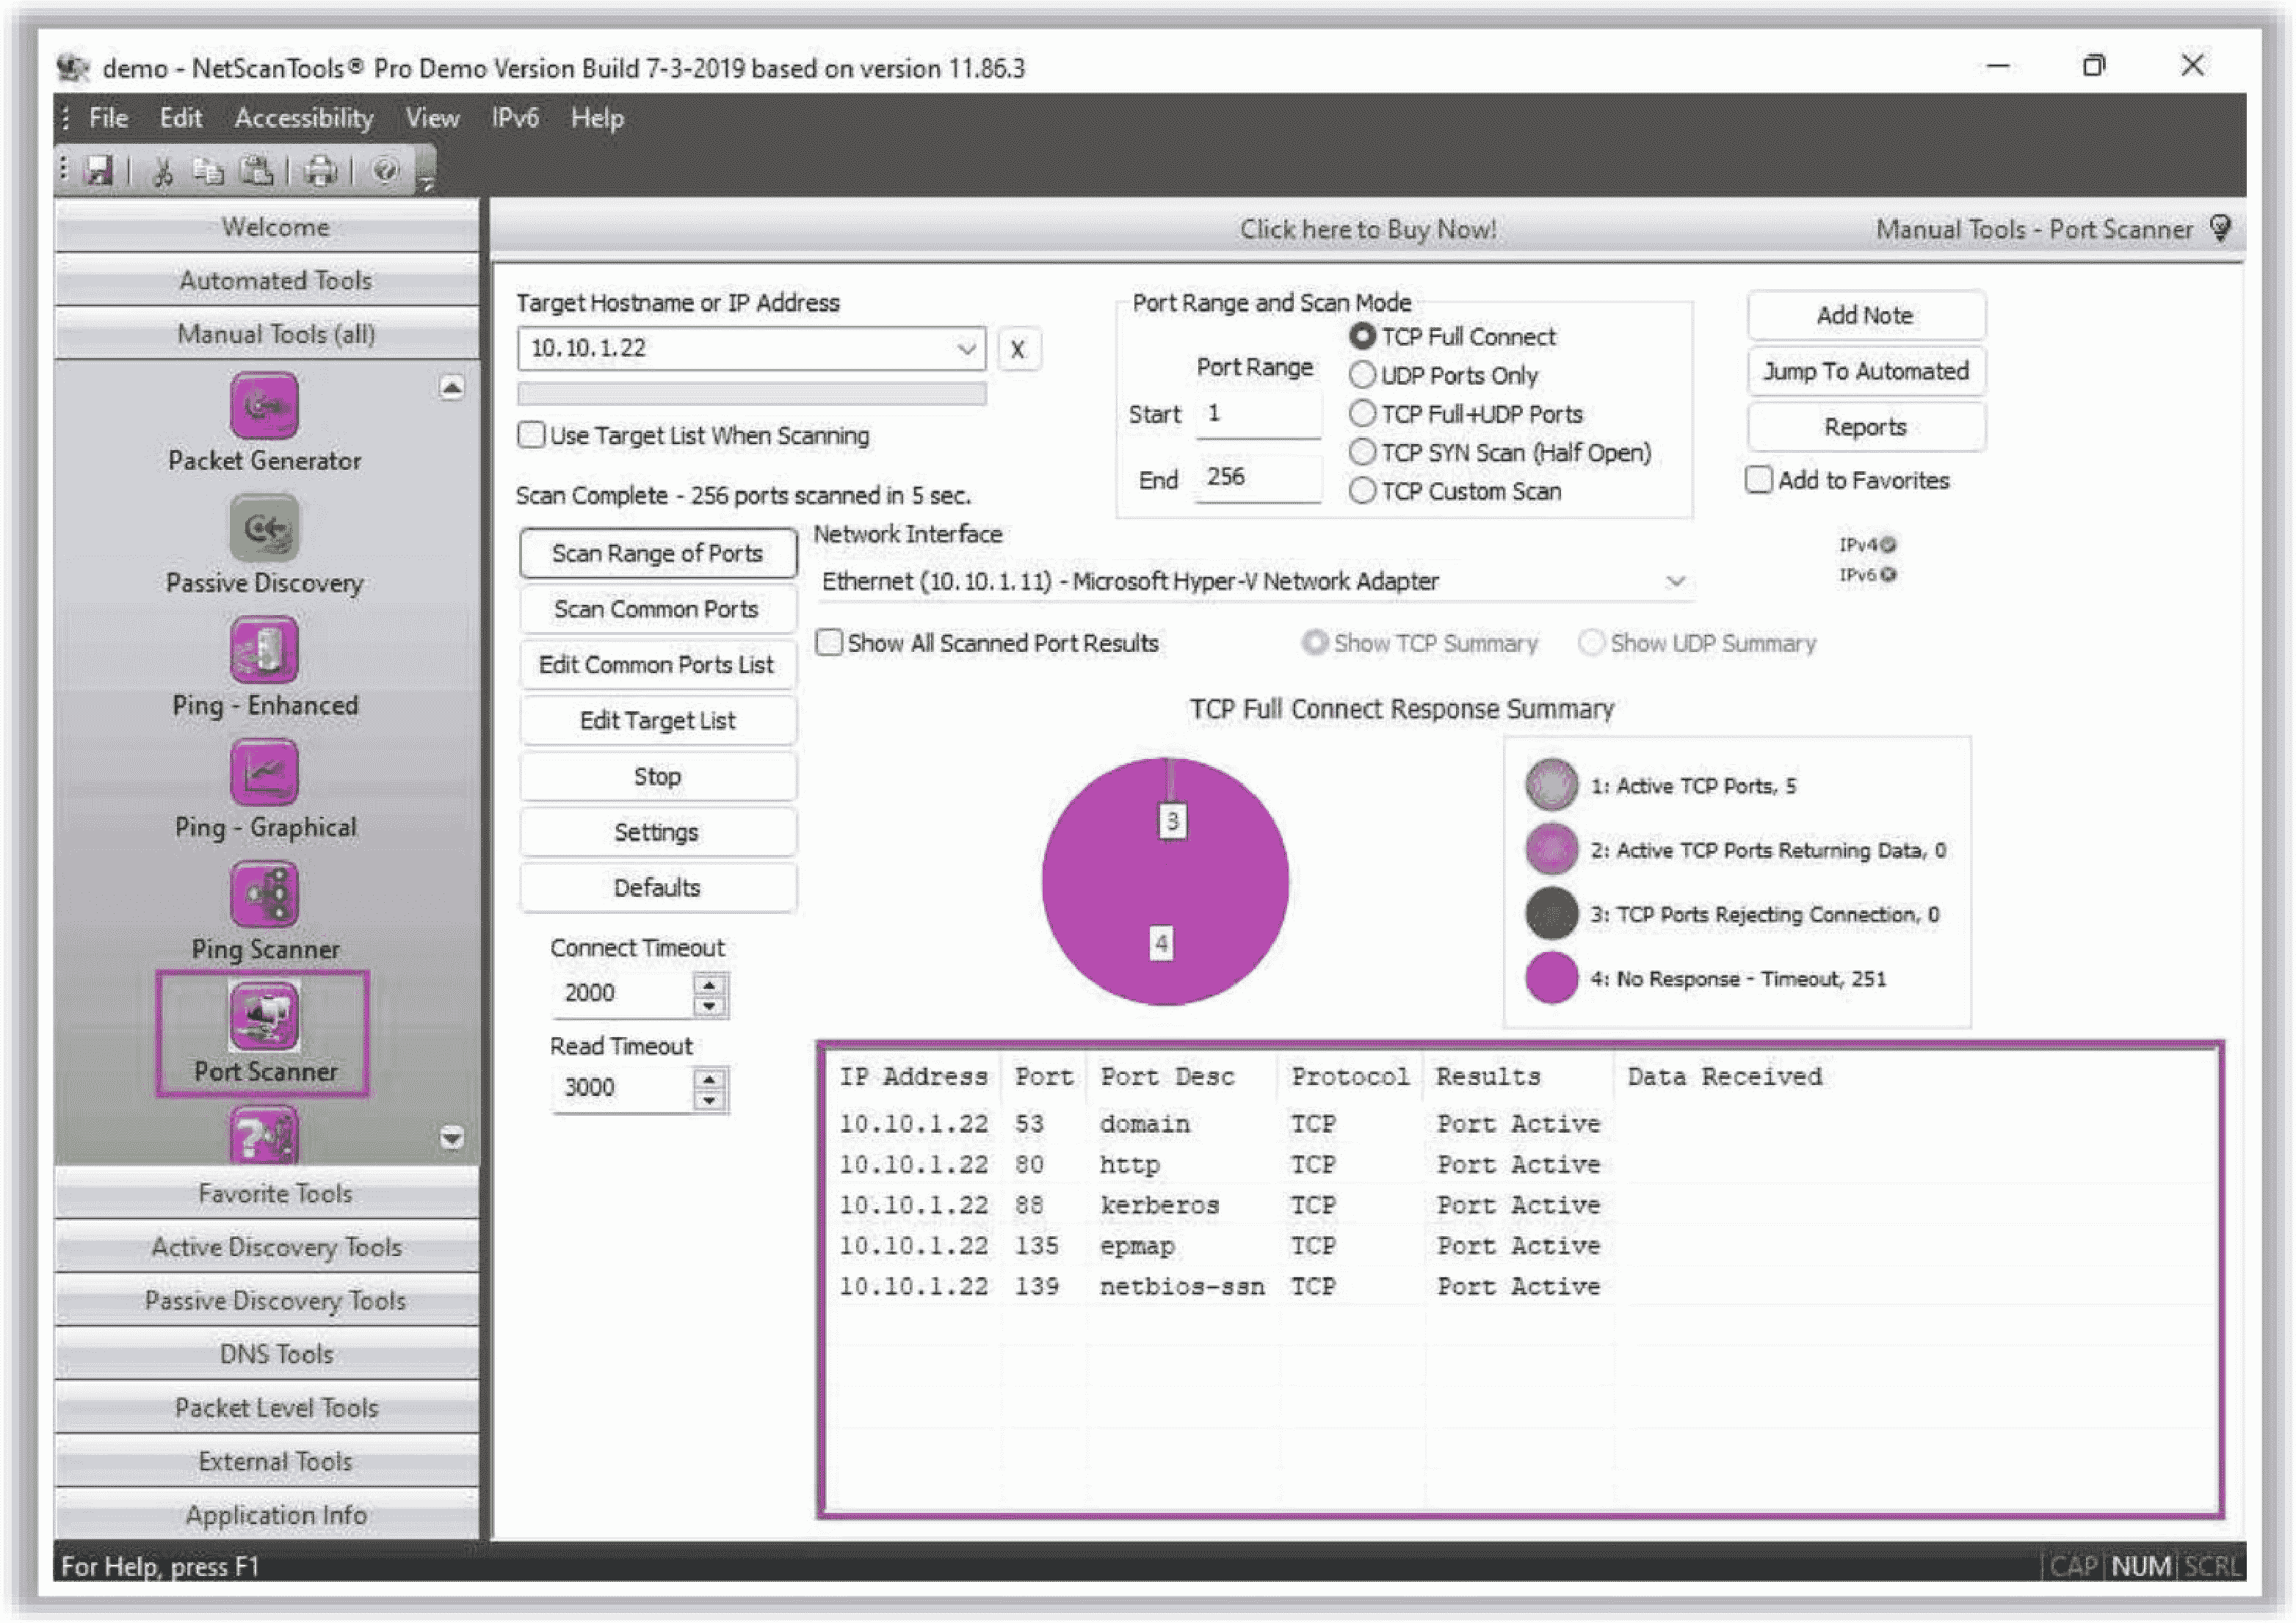 demo - NetScanTools® Pro Demo Version Build 7-3-2019 based on version 11.86.3
File Edit Accessibility View IPv6 Help
Welcome
Automated Tools
Manual Tools (all)
Packet Generator
Passive Discovery
Ping - Enhanced
Ping - Graphical
Ping Scanner
Port Scanner
Favorite Tools
Active Discovery Tools
Passive Discovery Tools
DNS Tools
Packet Level Tools
External Tools
Application Info
Click here to Buy Now!
Manual Tools - Port Scanner
Target Hostname or IP Address
10.10.1.22
X
Use Target List When Scanning
Scan Complete - 256 ports scanned in 5 sec.
Port Range and Scan Mode
Port Range
Start 1
End 256
TCP Full Connect
UDP Ports Only
TCP Full+UDP Ports
TCP SYN Scan (Half Open)
TCP Custom Scan
Add Note
Jump To Automated
Reports
Add to Favorites
IPv4
IPv6
Scan Range of Ports
Scan Common Ports
Edit Common Ports List
Edit Target List
Stop
Settings
Defaults
Connect Timeout
2000
Read Timeout
3000
Network Interface
Ethernet (10.10.1.11) - Microsoft Hyper-V Network Adapter
Show All Scanned Port Results
Show TCP Summary
Show UDP Summary
TCP Full Connect Response Summary
3
4
1: Active TCP Ports, 5
2: Active TCP Ports Returning Data, 0
3: TCP Ports Rejecting Connection, 0
4: No Response - Timeout, 251
IP Address Port Port Desc Protocol Results Data Received
10.10.1.22 53 domain TCP Port Active
10.10.1.22 80 http TCP Port Active
10.10.1.22 88 kerberos TCP Port Active
10.10.1.22 135 epmap TCP Port Active
10.10.1.22 139 netbios-ssn TCP Port Active
For Help, press F1
CAP NUM SCRL